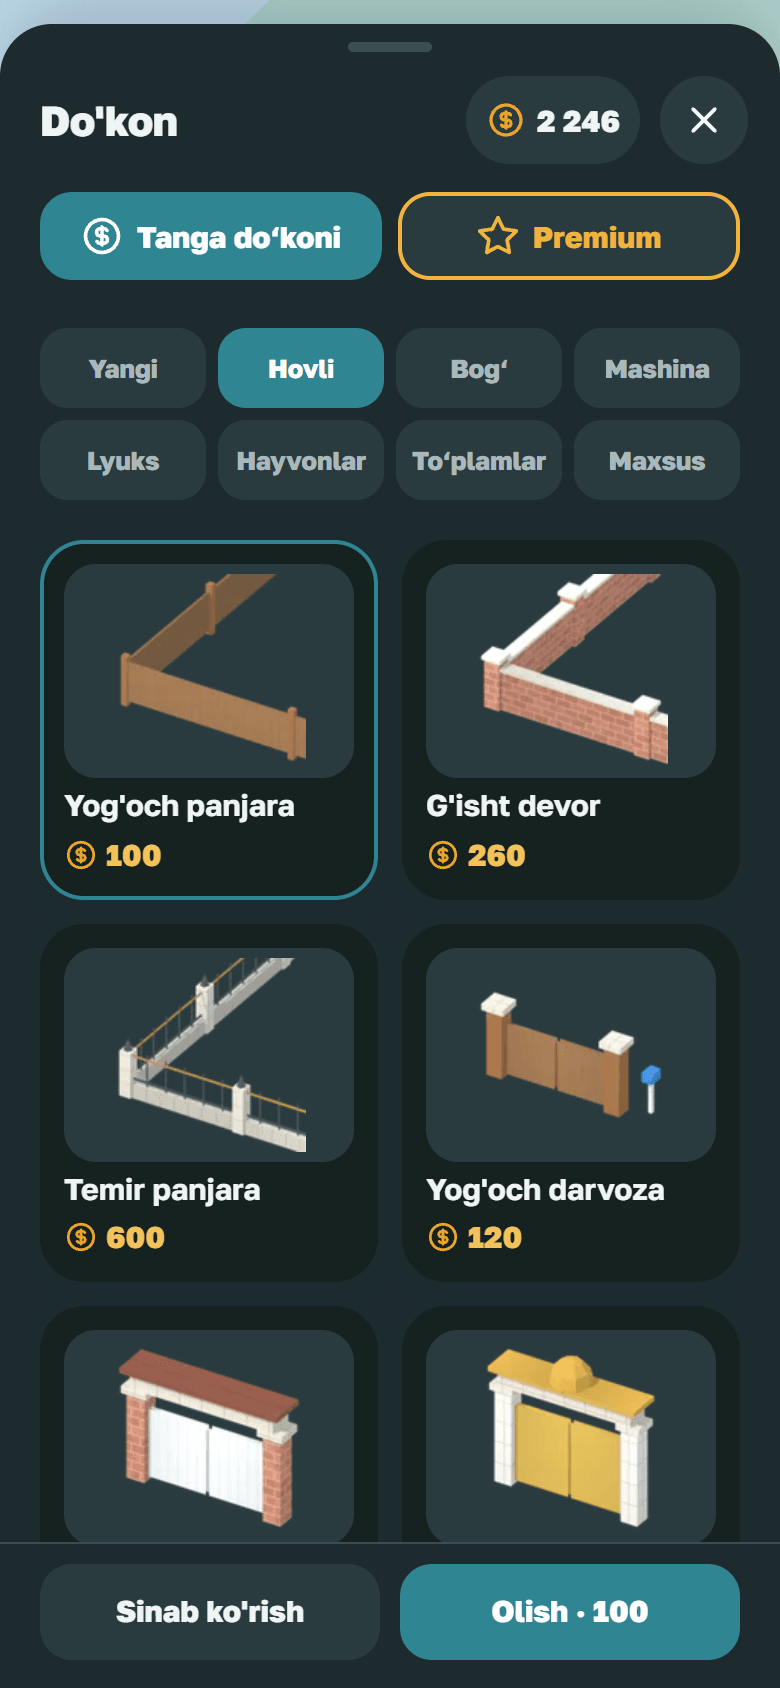 Do'kon
2 246
Tanga do‘koni
Premium
Yangi
Hovli
Bog‘
Mashina
Lyuks
Hayvonlar
To‘plamlar
Maxsus
Yog'och panjara
100
G'isht devor
260
Temir panjara
600
Yog'och darvoza
120
Sinab ko'rish
Olish · 100